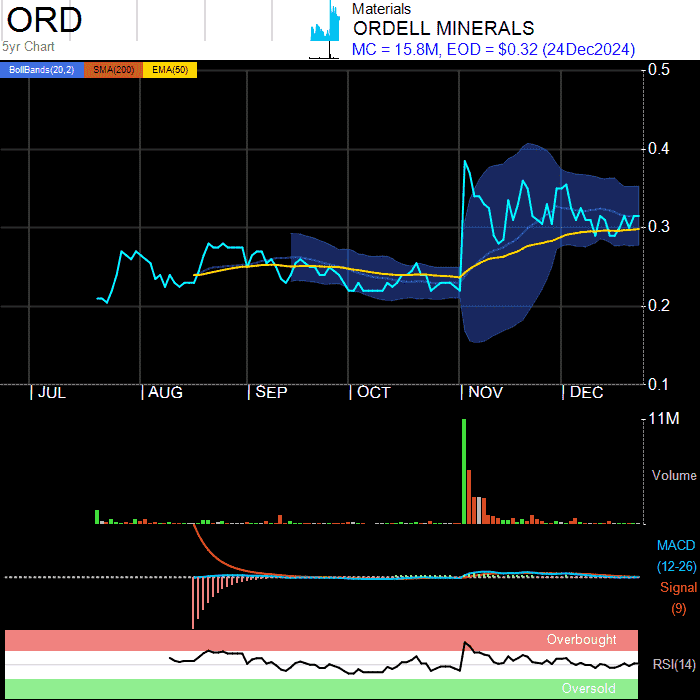 ORD
5yr Chart
Materials
ORDELL MINERALS
MC = 15.8M, EOD = $0.32 (24Dec2024)
BollBands(20,2) SMA(200) EMA(50)
0.5
0.4
0.3
0.2
0.1
JUL AUG SEP OCT NOV DEC
11M
Volume
MACD
(12-26)
Signal
(9)
Overbought
RSI(14)
Oversold